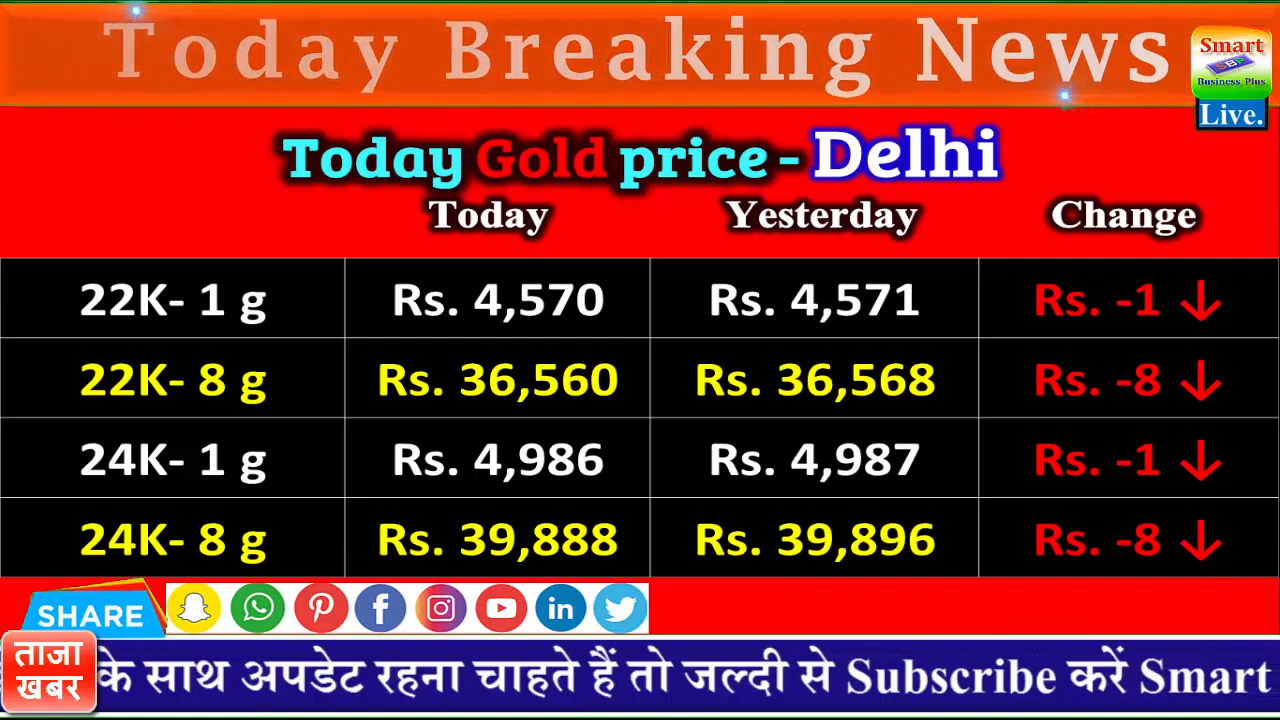 Today Breaking News
Smart
SBP
Business Plus
Live.
Today Gold price - Delhi
Today Yesterday Change
22K- 1 g Rs. 4,570 Rs. 4,571 Rs. -1 ↓
22K- 8 g Rs. 36,560 Rs. 36,568 Rs. -8 ↓
24K- 1 g Rs. 4,986 Rs. 4,987 Rs. -1 ↓
24K- 8 g Rs. 39,888 Rs. 39,896 Rs. -8 ↓
SHARE
ताजा
खबर
के साथ अपडेट रहना चाहते हैं तो जल्दी से Subscribe करें Smart